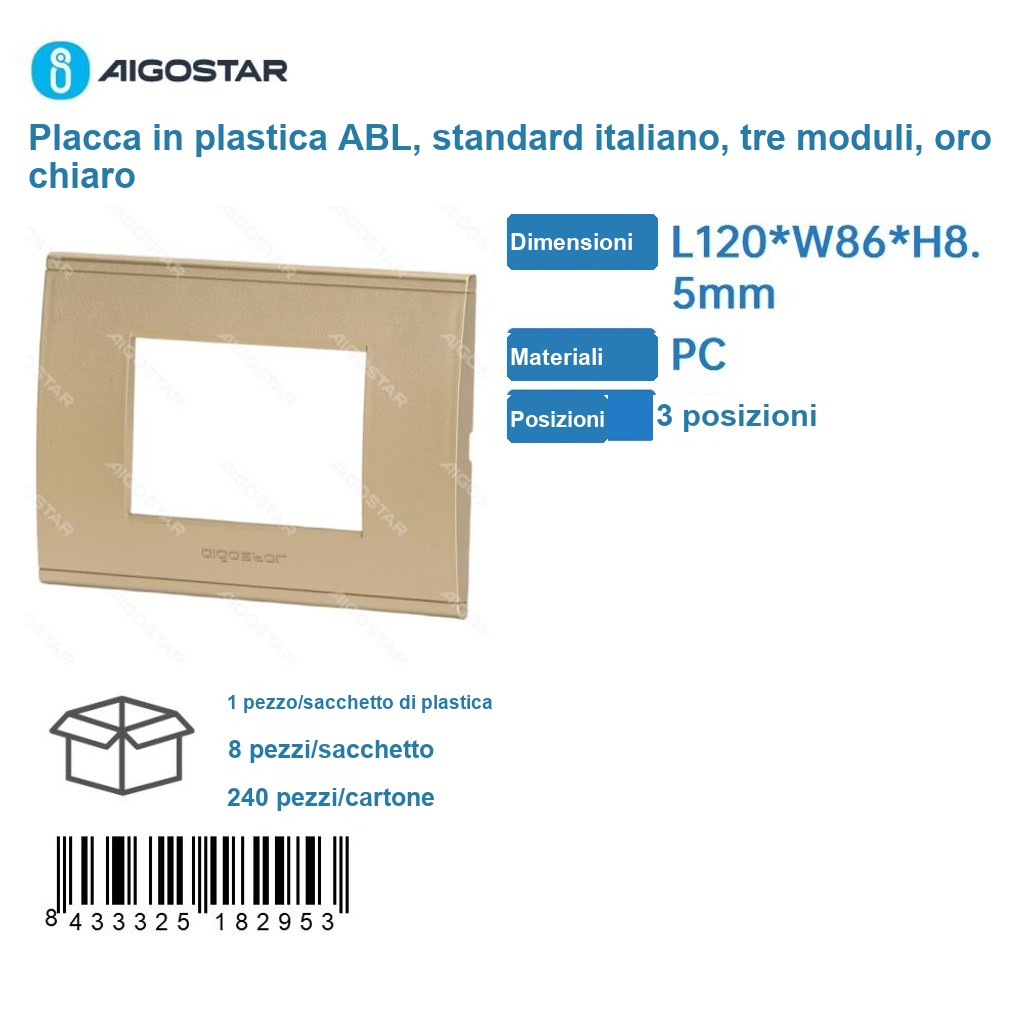 AIGOSTAR
Placca in plastica ABL, standard italiano, tre moduli, oro
chiaro
Dimensioni
L120*W86*H8.
5mm
Materiali
PC
Posizioni
3 posizioni
aigostar
1 pezzo/sacchetto di plastica
8 pezzi/sacchetto
240 pezzi/cartone
8 433325 182953